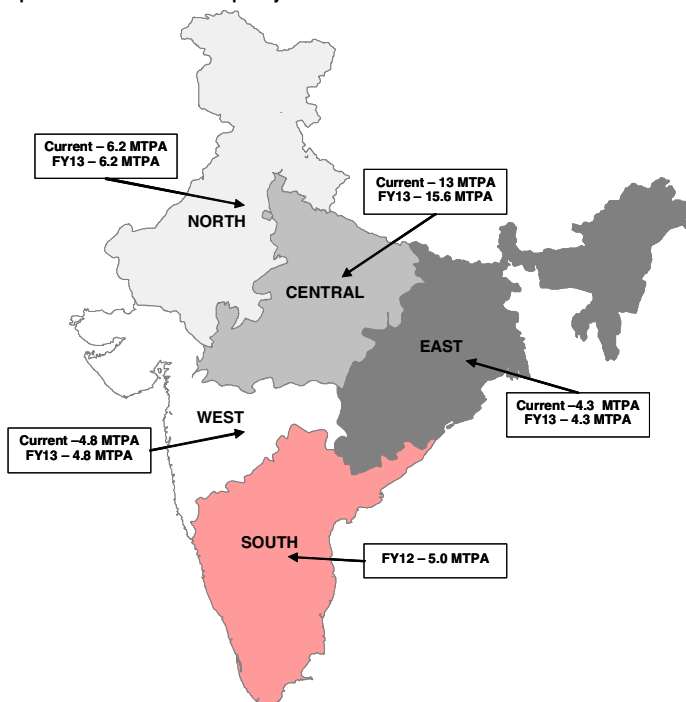 Current – 6.2 MTPA
FY13 – 6.2 MTPA
Current – 13 MTPA
FY13 – 15.6 MTPA
NORTH
CENTRAL
EAST
Current –4.3 MTPA
FY13 – 4.3 MTPA
WEST
Current –4.8 MTPA
FY13 – 4.8 MTPA
SOUTH
FY12 – 5.0 MTPA